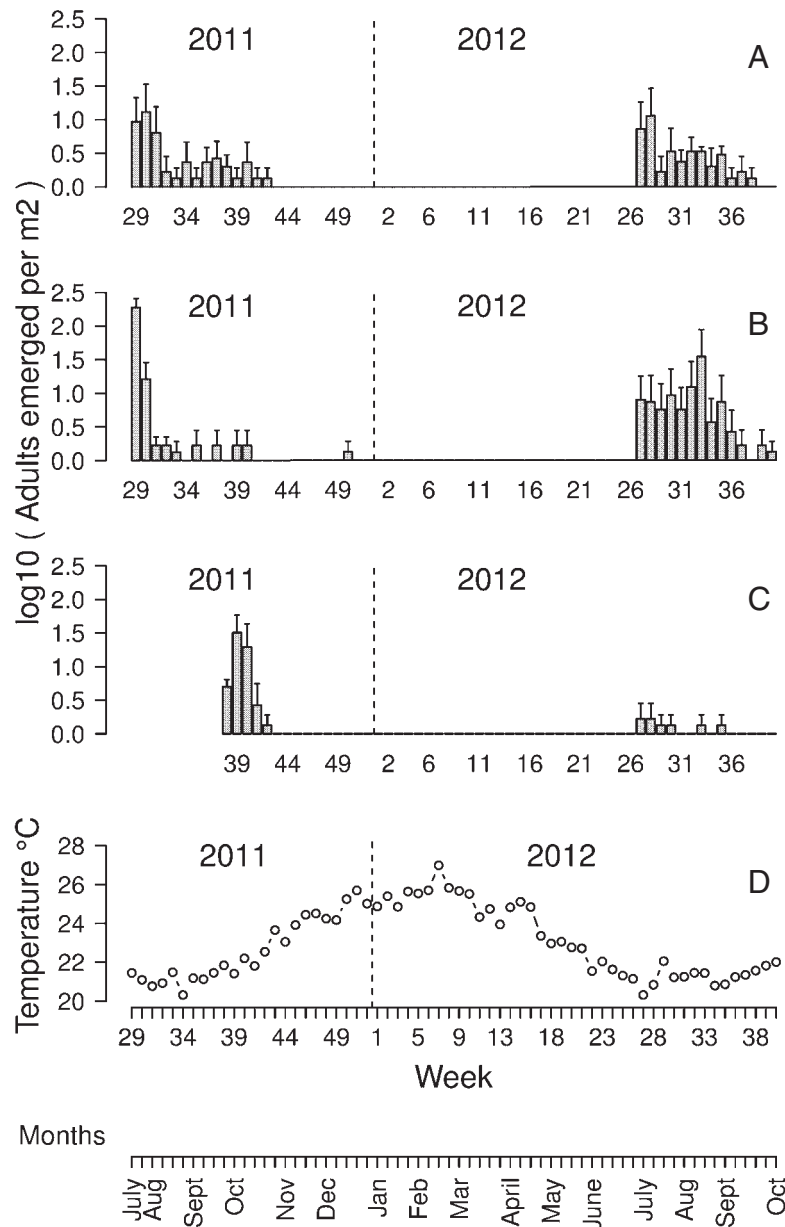 log10 ( Adults emerged per m2 )
2011 2012 A
2.5
2.0
1.5
1.0
0.5
0.0
29 34 39 44 49 2 6 11 16 21 26 31 36
2011 2012 B
2.5
2.0
1.5
1.0
0.5
0.0
29 34 39 44 49 2 6 11 16 21 26 31 36
2011 2012 C
2.5
2.0
1.5
1.0
0.5
0.0
39 44 49 2 6 11 16 21 26 31 36
Temperature °C
2011 2012 D
28
26
24
22
20
29 34 39 44 49 1 5 9 13 18 23 28 33 38
Week
Months
July Aug Sept Oct Nov Dec Jan Feb Mar April May June July Aug Sept Oct